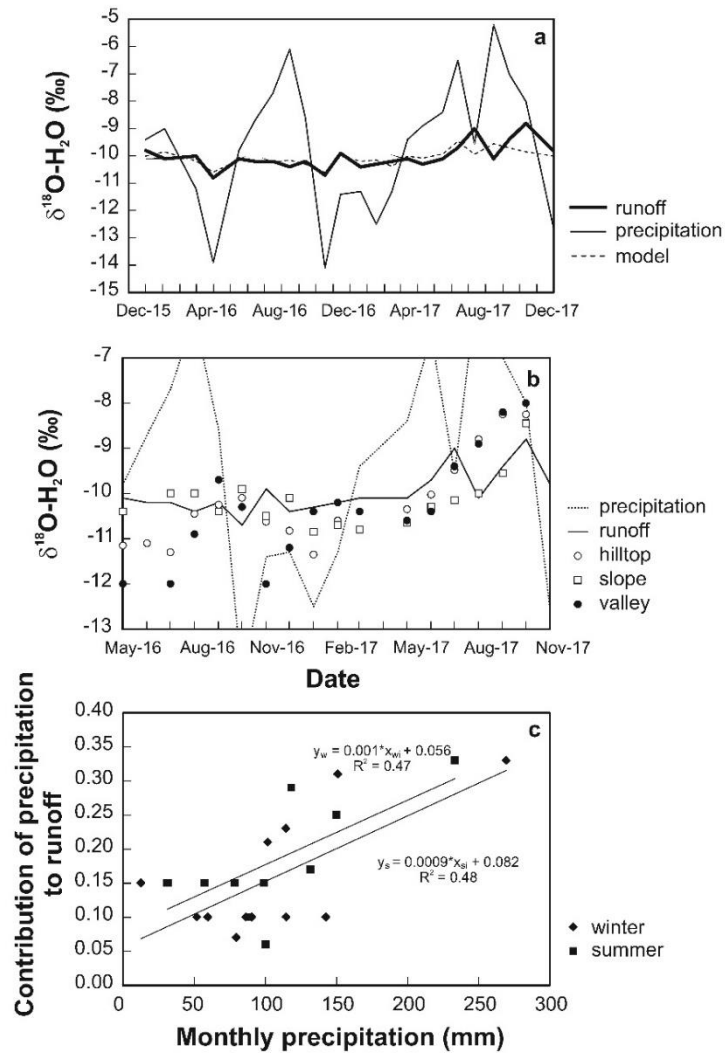 a
-5
-6
-7
-8
-9
-10
-11
-12
-13
-14
-15
δ¹⁸O-H₂O (‰)
Dec-15 Apr-16 Aug-16 Dec-16 Apr-17 Aug-17 Dec-17
runoff
precipitation
model
b
-7
-8
-9
-10
-11
-12
-13
δ¹⁸O-H₂O (‰)
May-16 Aug-16 Nov-16 Feb-17 May-17 Aug-17 Nov-17
Date
precipitation
runoff
hilltop
slope
valley
c
0.40
0.35
0.30
0.25
0.20
0.15
0.10
0.05
0.00
Contribution of precipitation
to runoff
y_w = 0.001*x_wi + 0.056
R² = 0.47
y_s = 0.0009*x_si + 0.082
R² = 0.48
0 50 100 150 200 250 300
Monthly precipitation (mm)
winter
summer